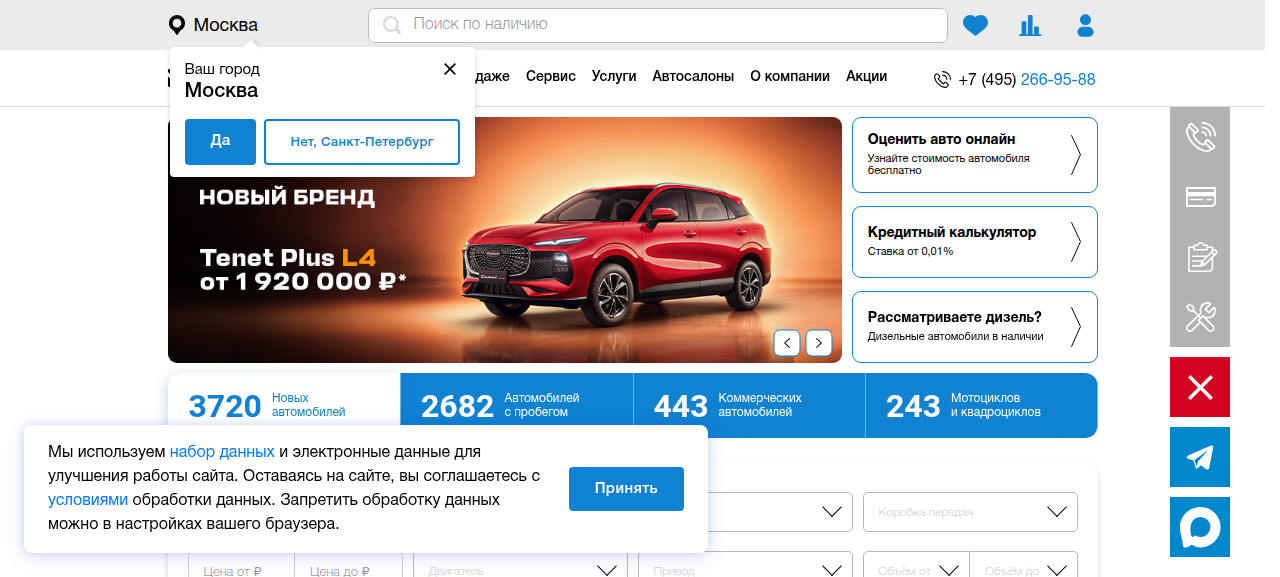 Москва
Поиск по наличию
Ваш город
Москва
Да
Нет, Санкт-Петербург
Сервис
Услуги
Автосалоны
О компании
Акции
+7 (495) 266-95-88
НОВЫЙ БРЕНД
Tenet Plus L4
от 1 920 000 ₽*
Оценить авто онлайн
Узнайте стоимость автомобиля
бесплатно
Кредитный калькулятор
Ставка от 0,01%
Рассматриваете дизель?
Дизельные автомобили в наличии
3720 Новых
автомобилей
2682 Автомобилей
с пробегом
443 Коммерческих
автомобилей
243 Мотоциклов
и квадроциклов
Мы используем набор данных и электронные данные для
улучшения работы сайта. Оставаясь на сайте, вы соглашаетесь с
условиями обработки данных. Запретить обработку данных
можно в настройках вашего браузера.
Принять
Коробка передач
Цена от ₽
Цена до ₽
Двигатель
Привод
Объём от
Объём до